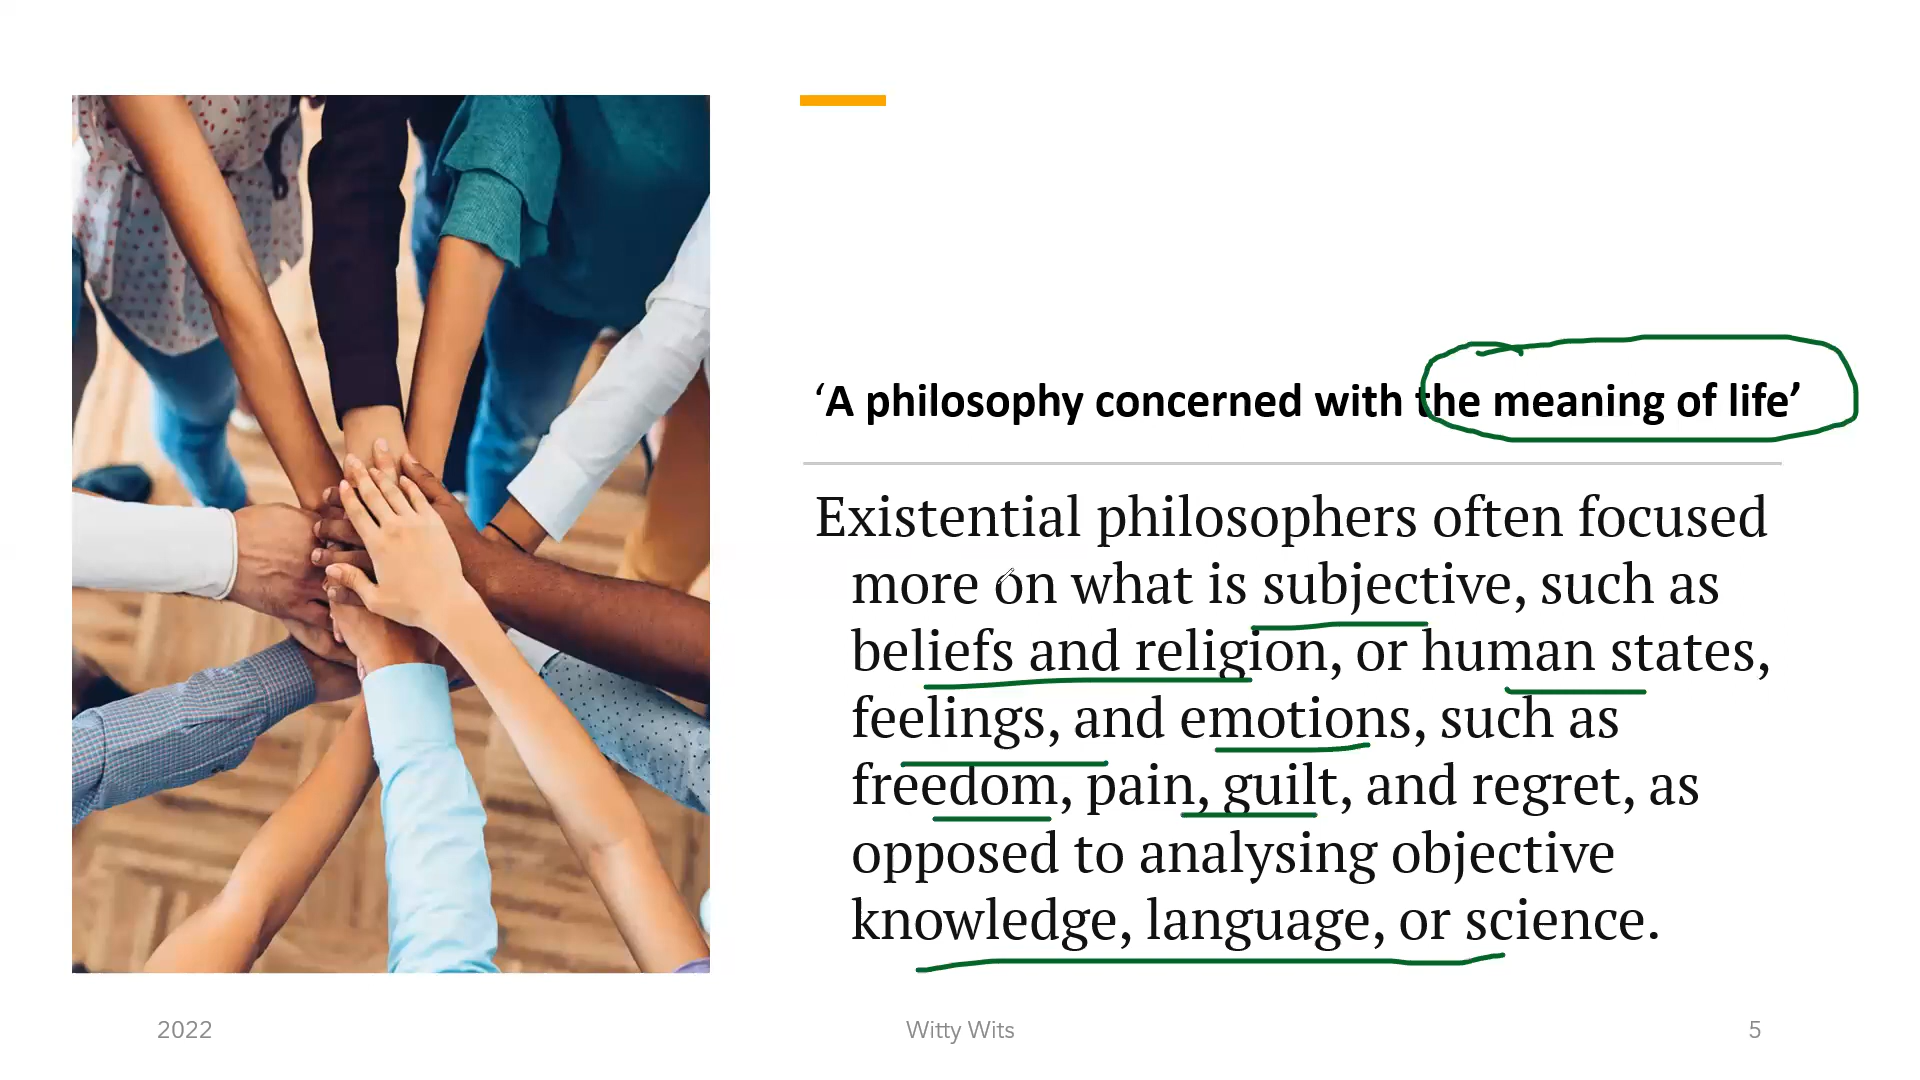 ‘A philosophy concerned with the meaning of life’
Existential philosophers often focused
more on what is subjective, such as
beliefs and religion, or human states,
feelings, and emotions, such as
freedom, pain, guilt, and regret, as
opposed to analysing objective
knowledge, language, or science.
2022
Witty Wits
5